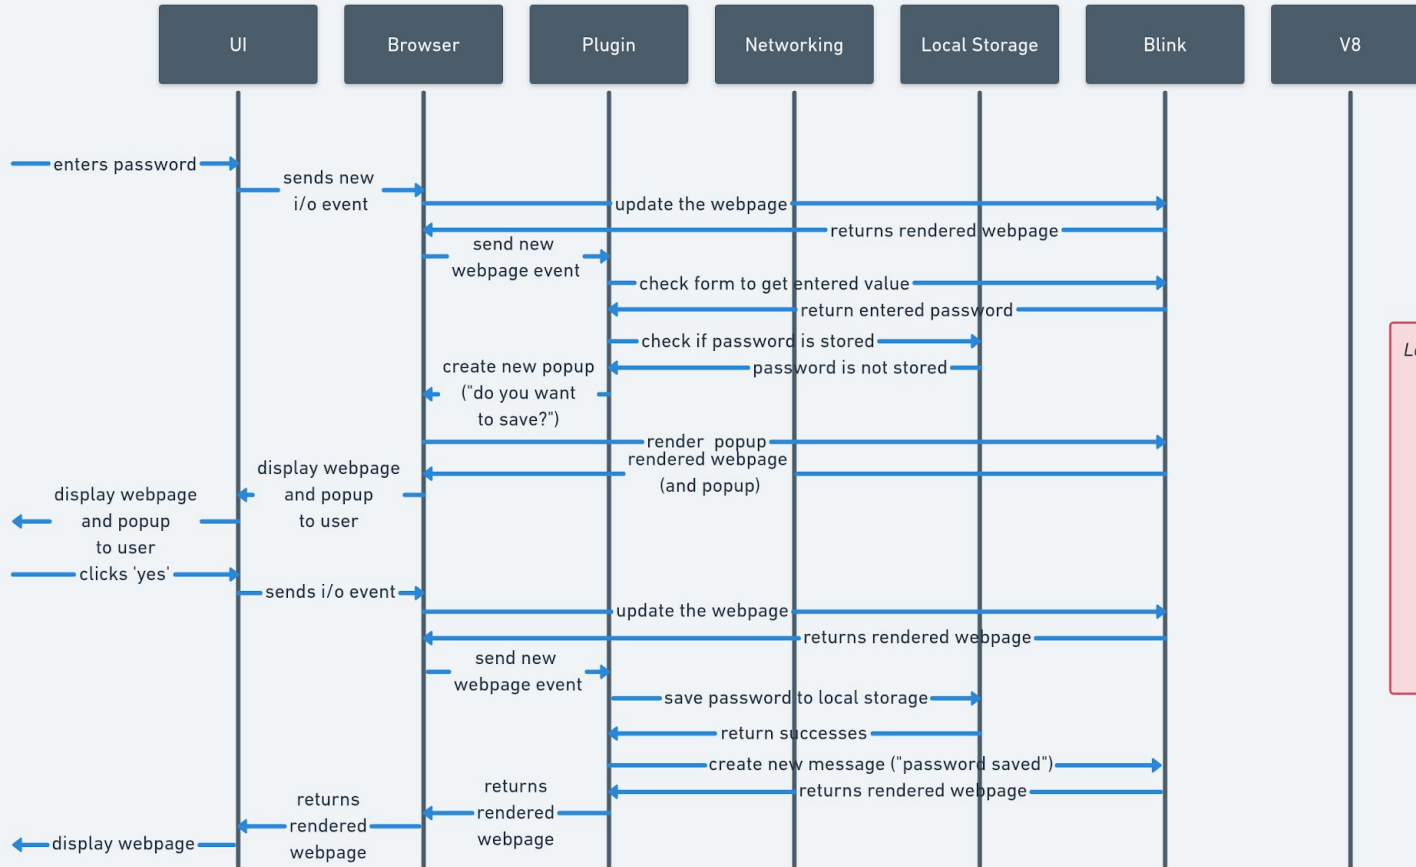 UI
Browser
Plugin
Networking
Local Storage
Blink
V8
enters password
sends new
i/o event
update the webpage
returns rendered webpage
send new
webpage event
check form to get entered value
return entered password
check if password is stored
password is not stored
create new popup
("do you want
to save?")
render  popup
rendered webpage
(and popup)
display webpage
and popup
to user
display webpage
and popup
to user
clicks 'yes'
sends i/o event
update the webpage
returns rendered webpage
send new
webpage event
save password to local storage
return successes
create new message ("password saved")
returns rendered webpage
returns
rendered
webpage
returns
rendered
webpage
display webpage